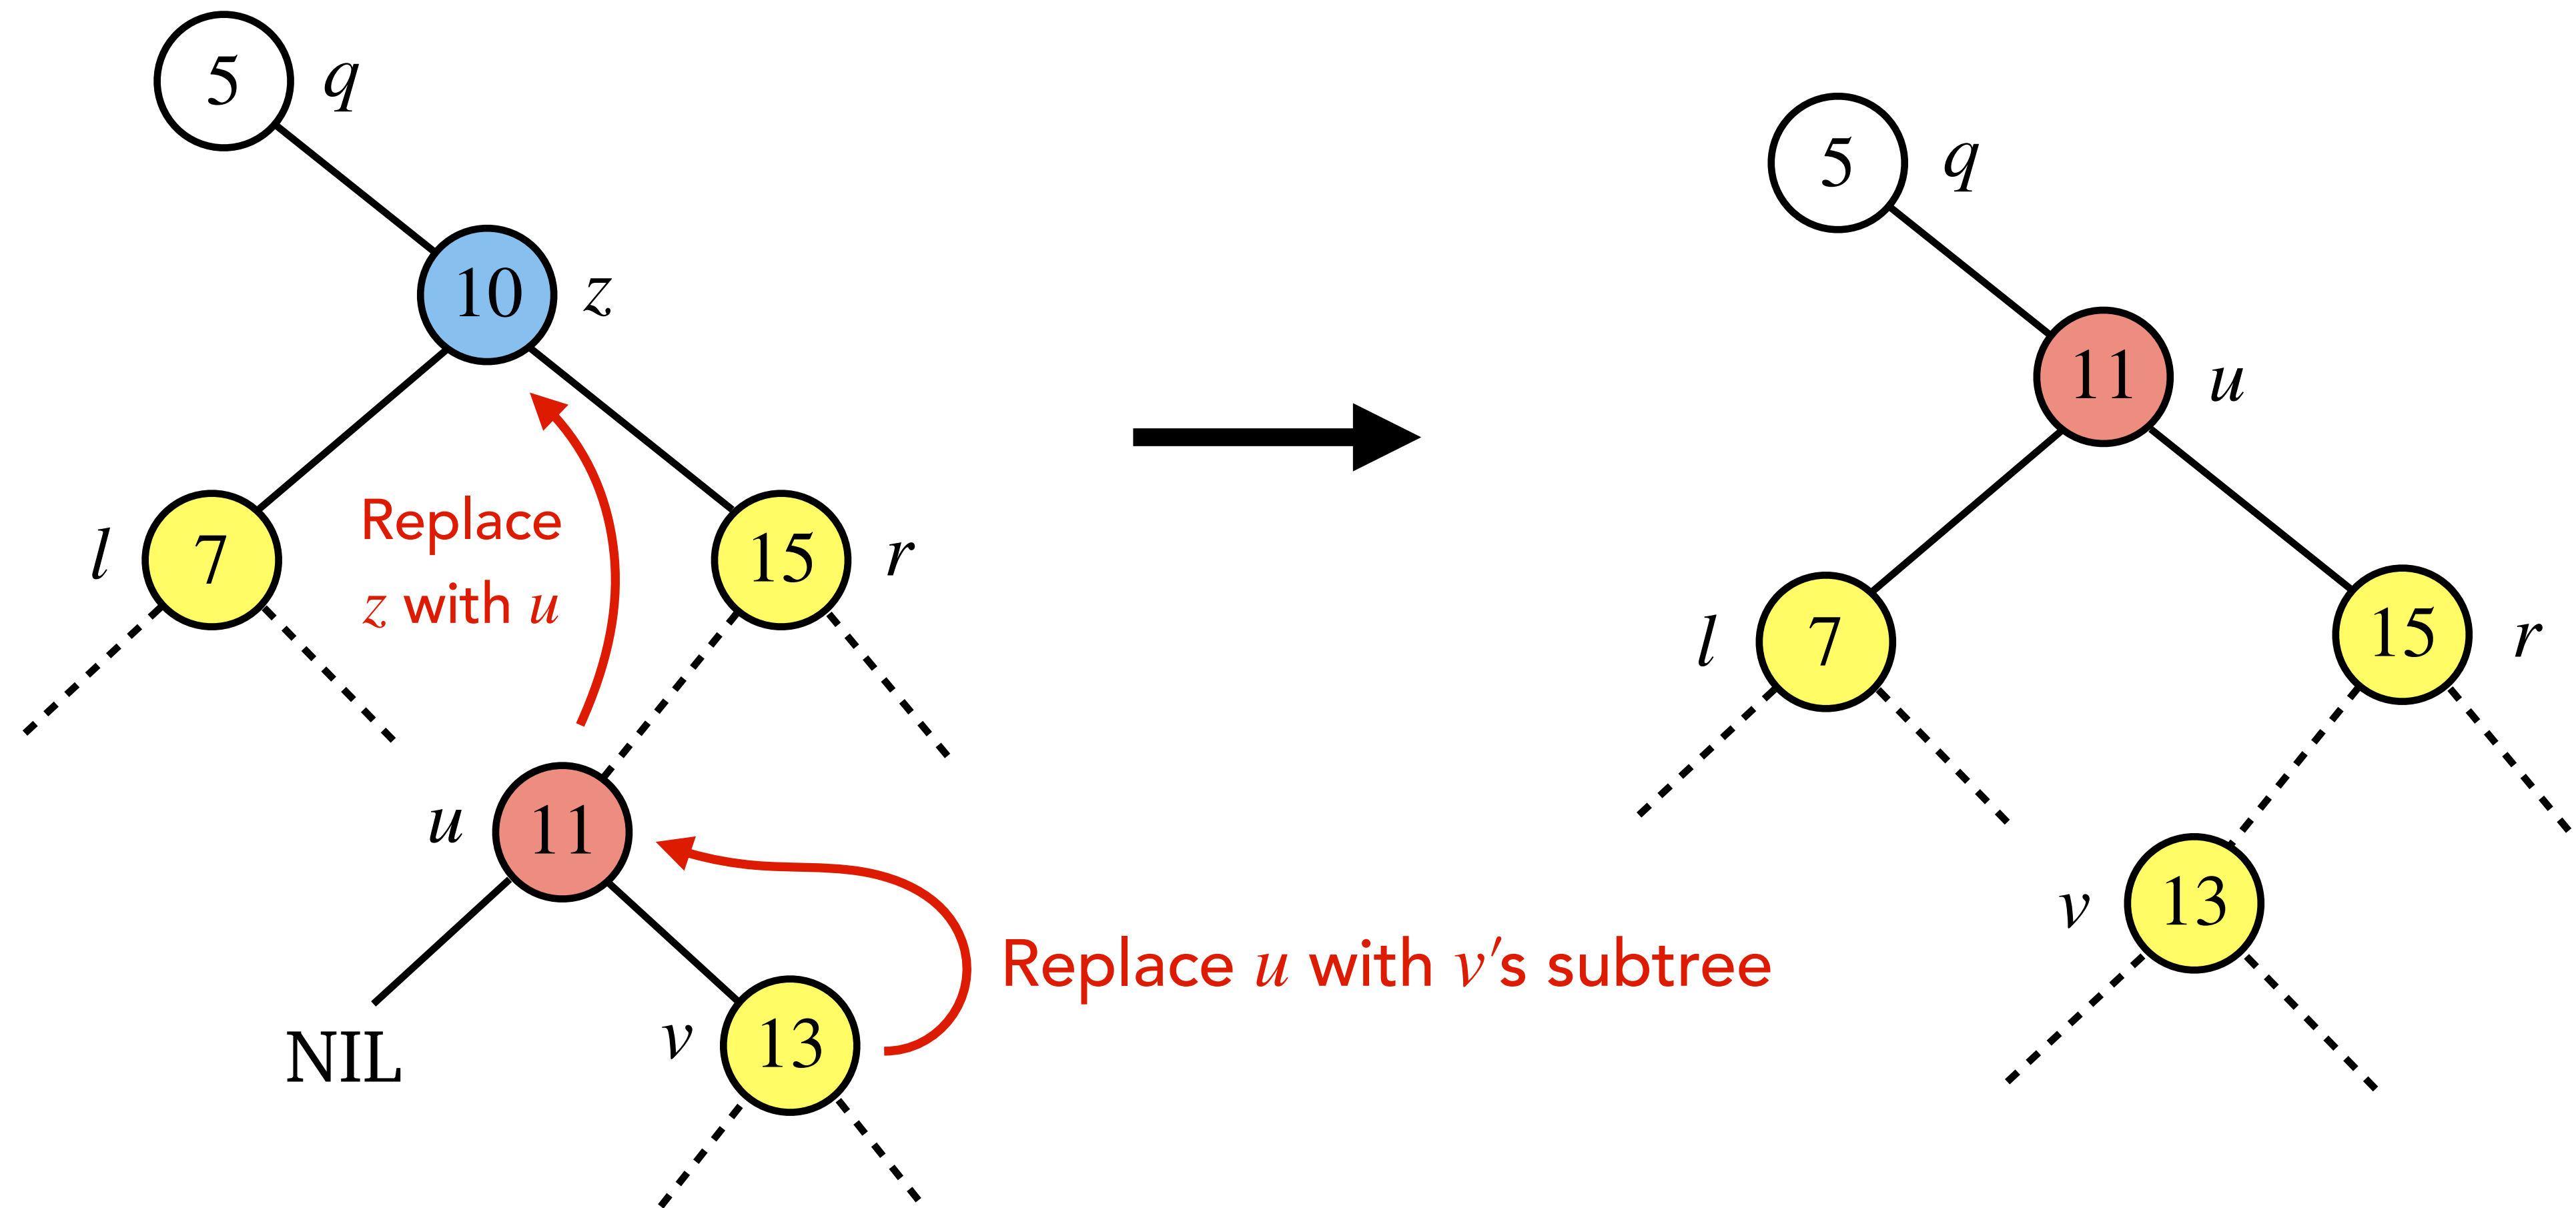 5 q
10 z
l 7
Replace
z with u
15 r
u 11
NIL
v 13
Replace u with v's subtree
5 q
11 u
l 7
15 r
v 13